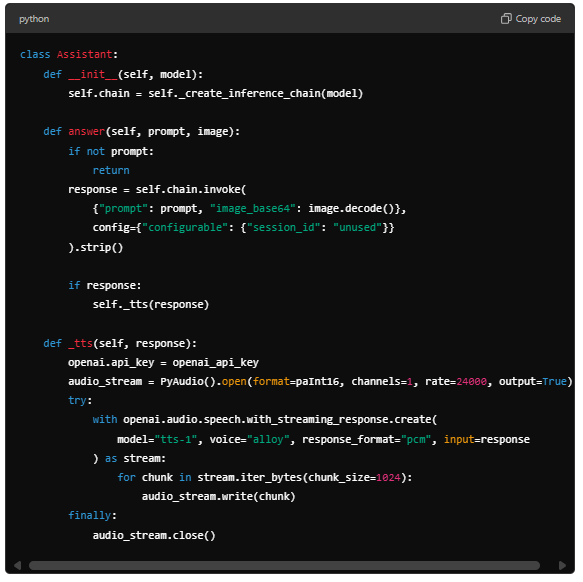 python
Copy code
class Assistant:
    def __init__(self, model):
        self.chain = self._create_inference_chain(model)

    def answer(self, prompt, image):
        if not prompt:
            return
        response = self.chain.invoke(
            {"prompt": prompt, "image_base64": image.decode()},
            config={"configurable": {"session_id": "unused"}}
        ).strip()

        if response:
            self._tts(response)

    def _tts(self, response):
        openai.api_key = openai_api_key
        audio_stream = PyAudio().open(format=paInt16, channels=1, rate=24000, output=True)
        try:
            with openai.audio.speech.with_streaming_response.create(
                model="tts-1", voice="alloy", response_format="pcm", input=response
            ) as stream:
                for chunk in stream.iter_bytes(chunk_size=1024):
                    audio_stream.write(chunk)
        finally:
            audio_stream.close()